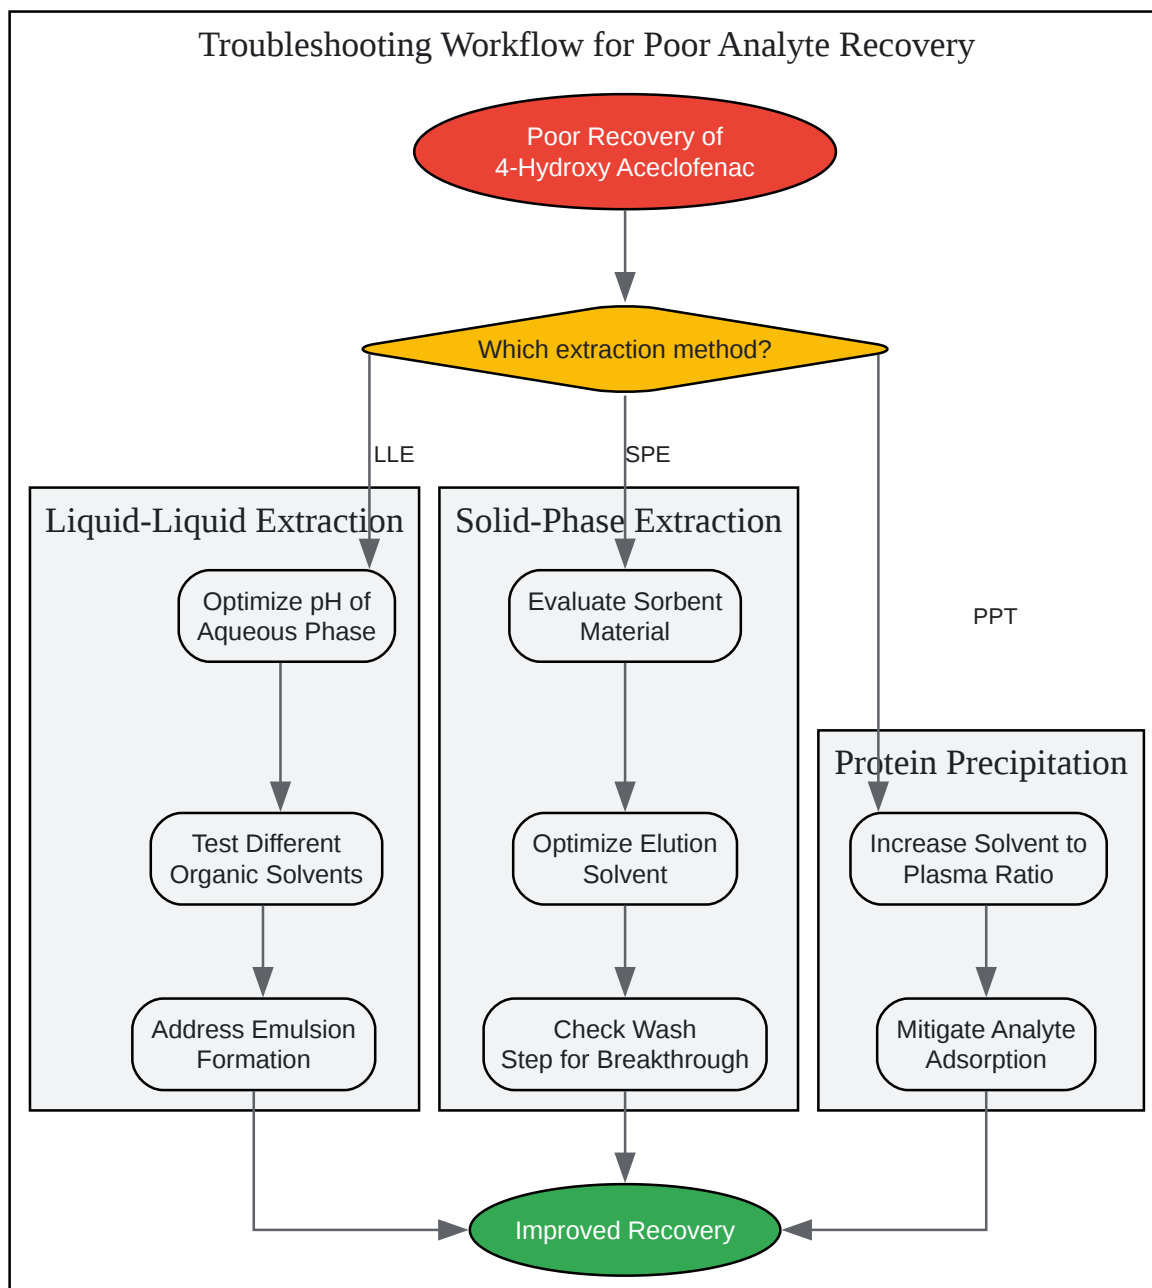 Troubleshooting Workflow for Poor Analyte Recovery
Poor Recovery of
4-Hydroxy Aceclofenac
Which extraction method?
LLE
SPE
PPT
Liquid-Liquid Extraction
Optimize pH of
Aqueous Phase
Test Different
Organic Solvents
Address Emulsion
Formation
Solid-Phase Extraction
Evaluate Sorbent
Material
Optimize Elution
Solvent
Check Wash
Step for Breakthrough
Protein Precipitation
Increase Solvent to
Plasma Ratio
Mitigate Analyte
Adsorption
Improved Recovery